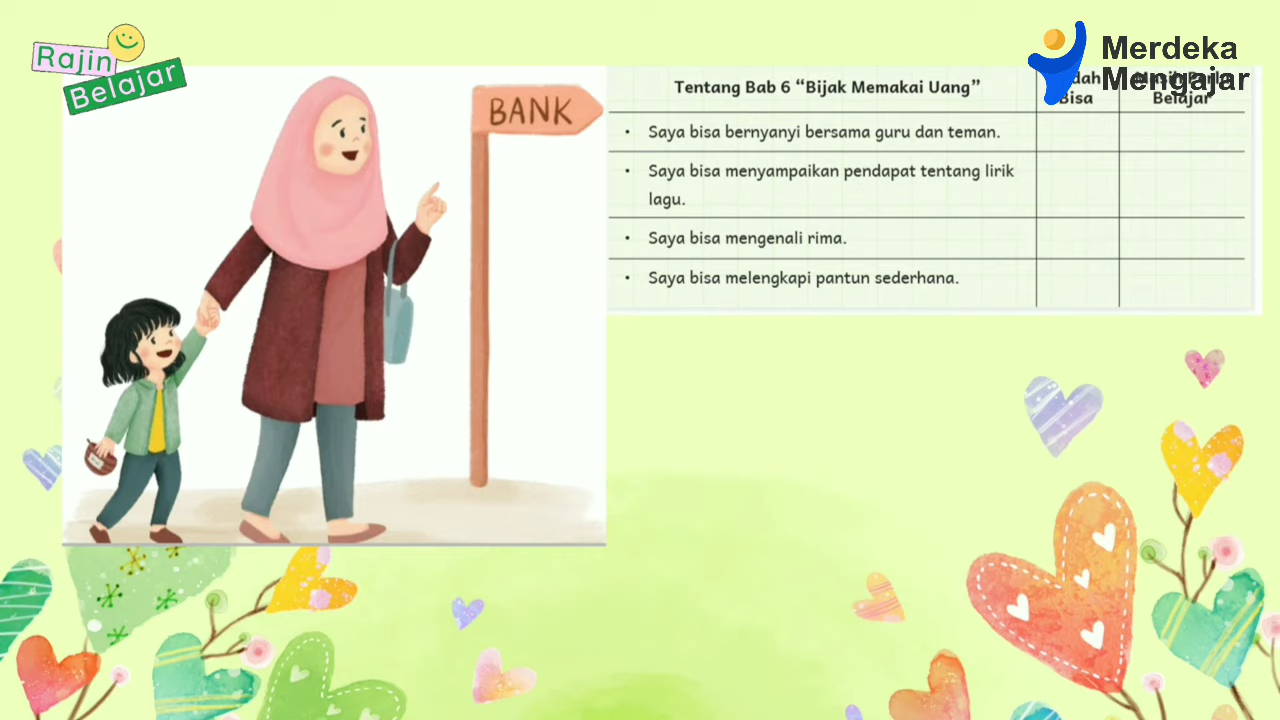 Rajin
Belajar
BANK
Merdeka
Mengajar
Tentang Bab 6 “Bijak Memakai Uang”
Bisa
Belajar
• Saya bisa bernyanyi bersama guru dan teman.
• Saya bisa menyampaikan pendapat tentang lirik
lagu.
• Saya bisa mengenali rima.
• Saya bisa melengkapi pantun sederhana.